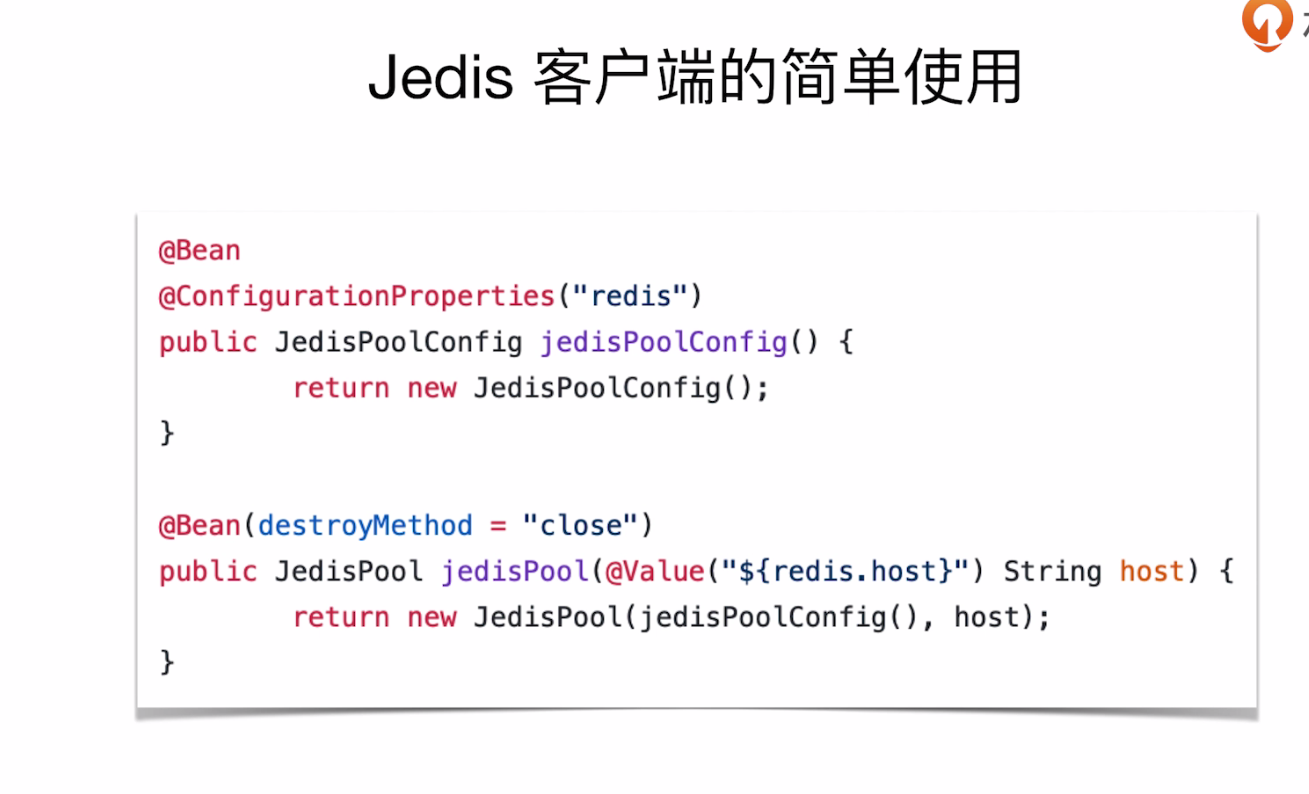 Jedis 客户端的简单使用
@Bean
@ConfigurationProperties("redis")
public JedisPoolConfig jedisPoolConfig() {
        return new JedisPoolConfig();
}
@Bean(destroyMethod = "close")
public JedisPool jedisPool(@Value("${redis.host}") String host) {
        return new JedisPool(jedisPoolConfig(), host);
}